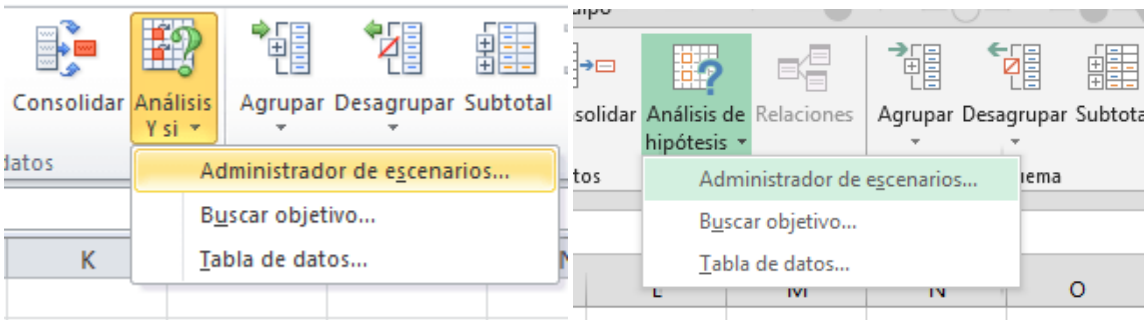 Consolidar Análisis Y si Agrupar Desagrupar Subtotal
datos
Administrador de escenarios...
Buscar objetivo...
Tabla de datos...
K
solidar Análisis de hipótesis Relaciones Agrupar Desagrupar Subtota
tos
ema
Administrador de escenarios...
Buscar objetivo...
Tabla de datos...
L M N O